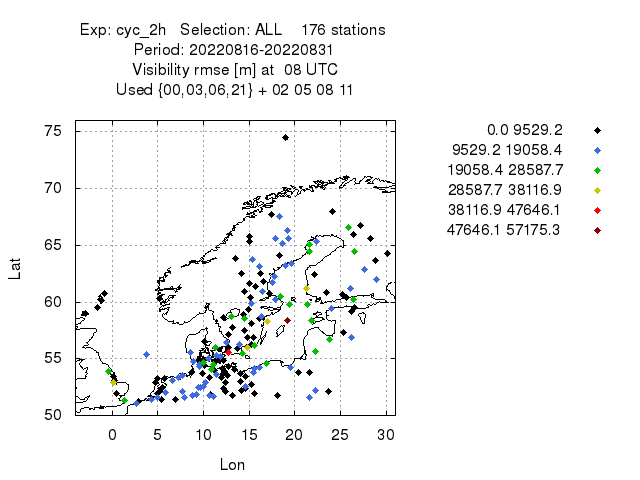 Exp: cyc_2h   Selection: ALL    176 stations
Period: 20220816-20220831
Visibility rmse [m] at  08 UTC
Used {00,03,06,21} + 02 05 08 11
0.0 9529.2
9529.2 19058.4
19058.4 28587.7
28587.7 38116.9
38116.9 47646.1
47646.1 57175.3
75
70
65
60
55
50
Lat
0 5 10 15 20 25 30
Lon